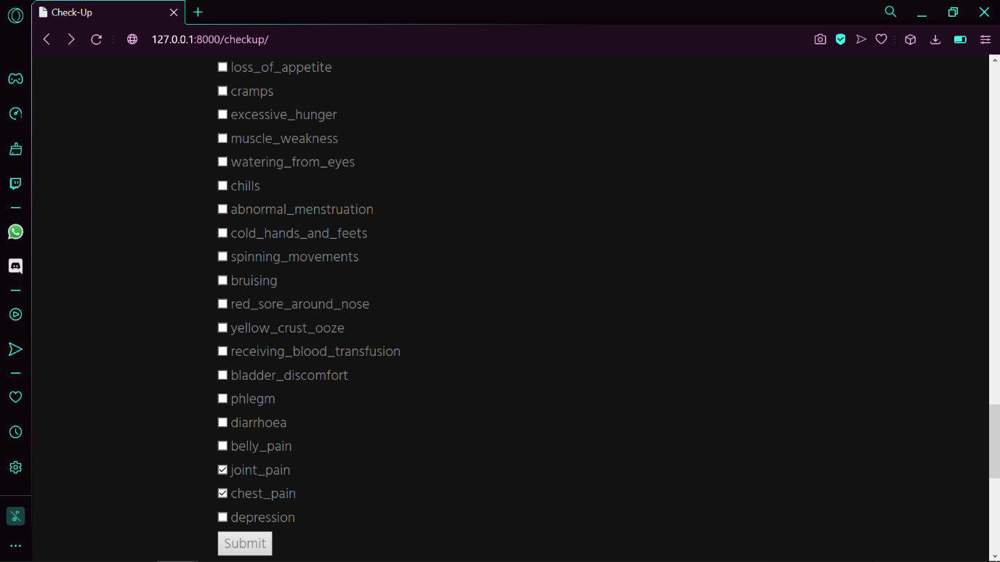 Check-Up
127.0.0.1:8000/checkup/
loss_of_appetite
cramps
excessive_hunger
muscle_weakness
watering_from_eyes
chills
abnormal_menstruation
cold_hands_and_feets
spinning_movements
bruising
red_sore_around_nose
yellow_crust_ooze
receiving_blood_transfusion
bladder_discomfort
phlegm
diarrhoea
belly_pain
joint_pain
chest_pain
depression
Submit